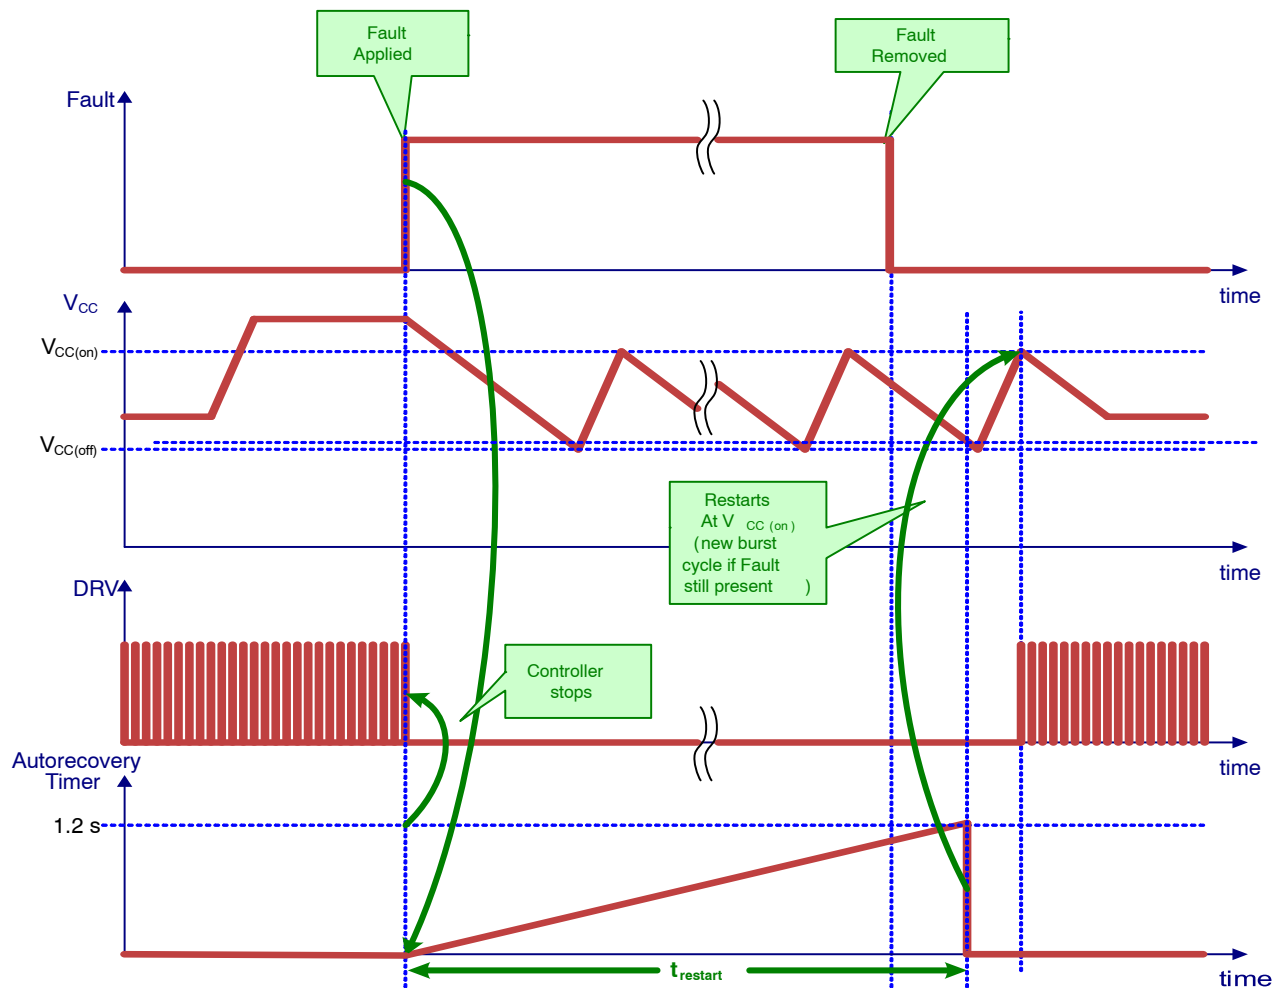 Fault
Applied
Fault
Removed
Fault
time
VCC
VCC(on)
VCC(off)
Restarts
At V CC (on)
(new burst
cycle if Fault
still present )
time
DRV
Controller
stops
time
Autorecovery
Timer
1.2 s
trestart
time